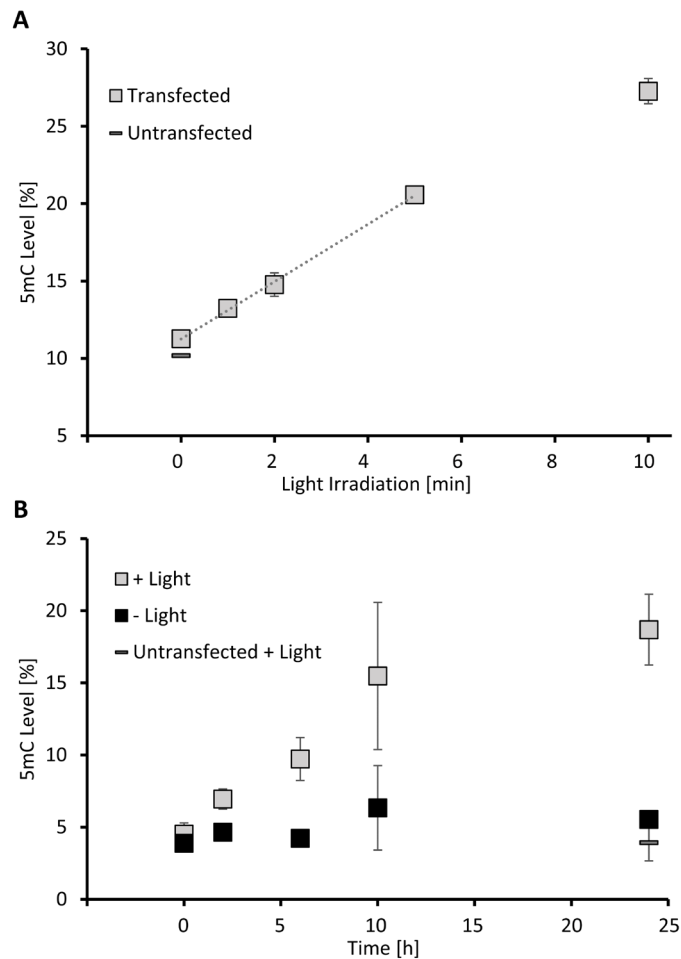 A
30
25
20
15
10
5
5mC Level [%]
Transfected
Untransfected
0 2 4 6 8 10
Light Irradiation [min]
B
25
20
15
10
5
0
5mC Level [%]
+ Light
- Light
Untransfected + Light
0 5 10 15 20 25
Time [h]